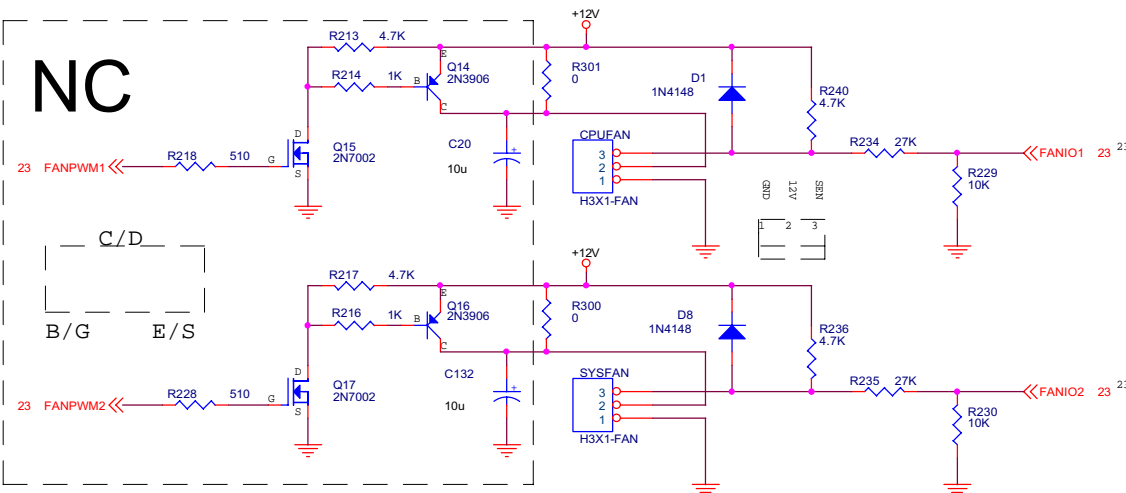 NC
+12V
R213 4.7K
E
Q14
2N3906
R214 1K B
C
R301
0
D1
1N4148
R240
4.7K
D
Q15
2N7002
C20
10u
+
CPUFAN
3
2
1
H3X1-FAN
R234 27K
FANIO1 23
23
23 FANPWM1
R218 510 G
S
R229
10K
GND 12V SEN
1 2 3
C/D
B/G E/S
+12V
R217 4.7K
E
Q16
2N3906
R216 1K B
C
R300
0
D8
1N4148
R236
4.7K
D
Q17
2N7002
C132
10u
+
SYSFAN
3
2
1
H3X1-FAN
R235 27K
FANIO2 23
23
23 FANPWM2
R228 510 G
S
R230
10K